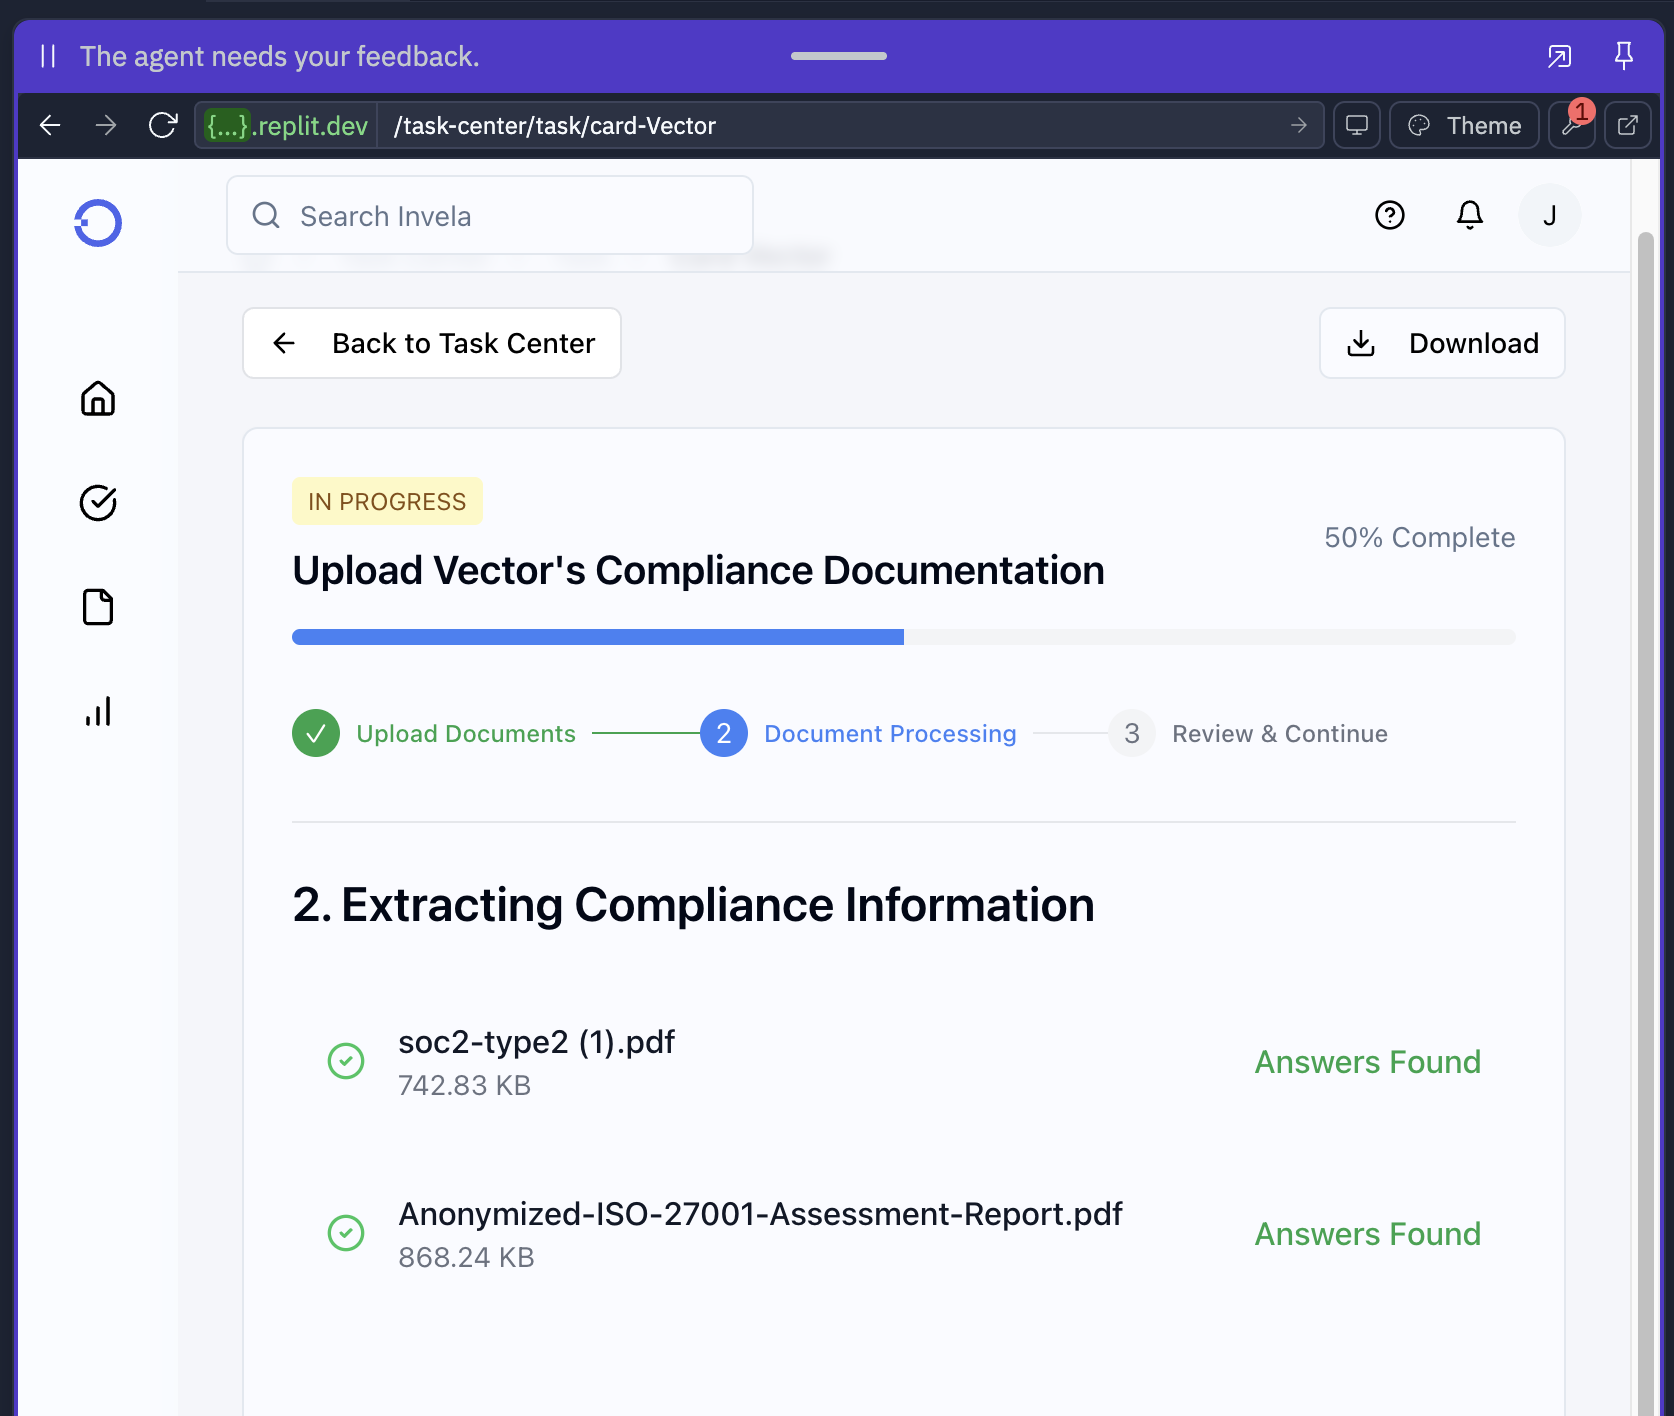 The agent needs your feedback.
{...}.replit.dev /task-center/task/card-Vector Theme 1
Search Invela J
Back to Task Center Download
IN PROGRESS
50% Complete
Upload Vector's Compliance Documentation
Upload Documents 2 Document Processing 3 Review & Continue
2. Extracting Compliance Information
soc2-type2 (1).pdf
742.83 KB
Answers Found
Anonymized-ISO-27001-Assessment-Report.pdf
868.24 KB
Answers Found